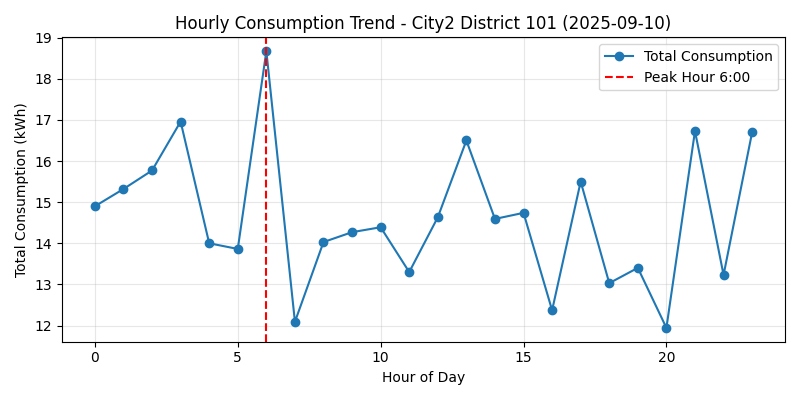 Hourly Consumption Trend - City2 District 101 (2025-09-10)
Total Consumption
Peak Hour 6:00
Total Consumption (kWh)
19
18
17
16
15
14
13
12
0 5 10 15 20
Hour of Day